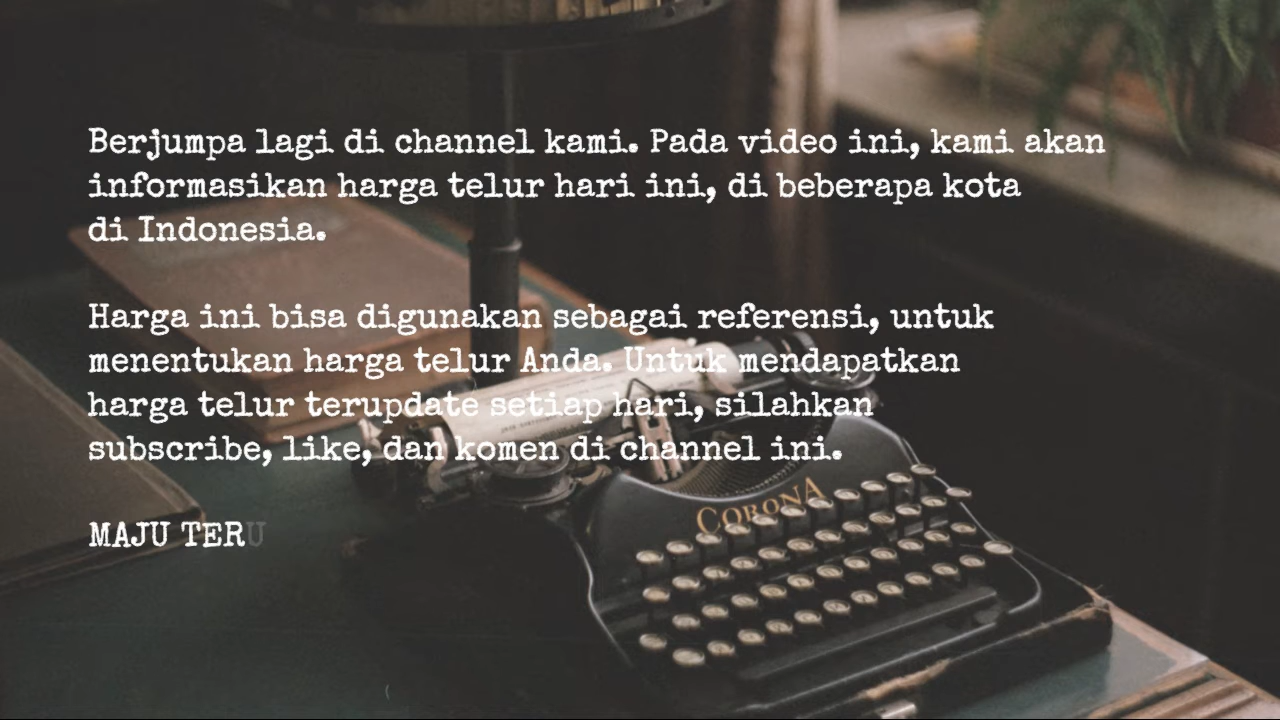 Berjumpa lagi di channel kami. Pada video ini, kami akan
informasikan harga telur hari ini, di beberapa kota
di Indonesia.
Harga ini bisa digunakan sebagai referensi, untuk
menentukan harga telur Anda. Untuk mendapatkan
harga telur terupdate setiap hari, silahkan
subscribe, like, dan komen di channel ini.
MAJU TERU
CORONA